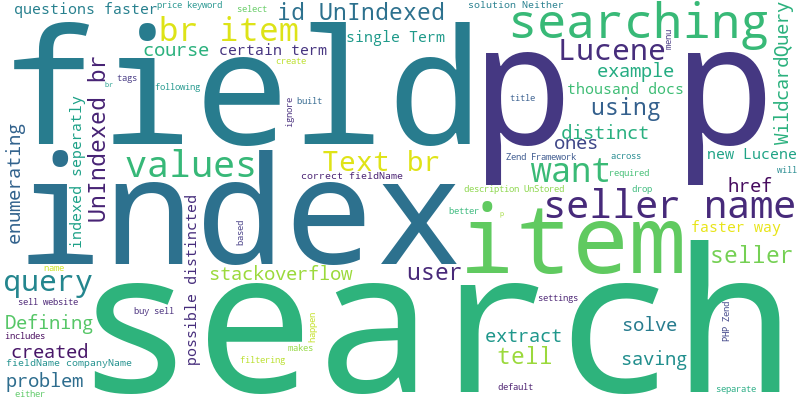 questions faster
id UnIndexed
price keyword
select
solution Neither
br item
single Term
searching
course
certain term
Lucene
menu
field
p p
create
tags
br
following
example
thousand docs
WildcardQuery
UnIndexed br
ignore
built
title
using
distinct
enumerating
indexed seperatly
values
Text br
Zend Framework
ones
across
new Lucene
want
required
will
correct fieldName
href
index
description UnStored
drop
possible distincted
seller name
better
p
item
faster way
based
name
stackoverflow
user
seller
query
sell website
settings
search
Defining
buy sell
PHP Zend
includes
extract
solve
created
happen
makes
tell
saving
fieldName companyName
filtering
problem
default
separate
either